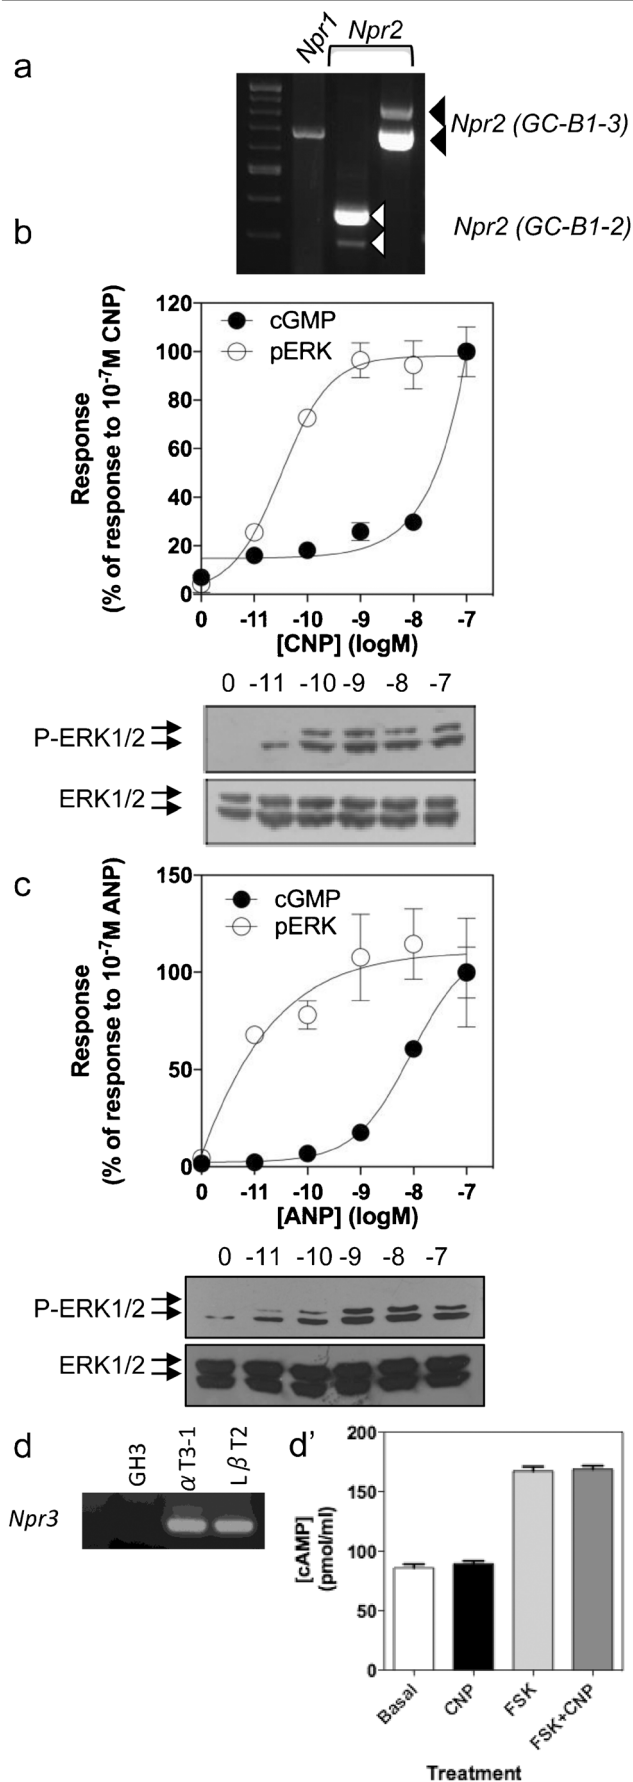 a
Npr1
Npr2
Npr2 (GC-B1-3)
Npr2 (GC-B1-2)
b
Response
(% of response to 10-7M CNP)
120
100
80
60
40
20
0
cGMP
pERK
0 -11 -10 -9 -8 -7
[CNP] (logM)
0 -11 -10 -9 -8 -7
P-ERK1/2
ERK1/2
c
Response
(% of response to 10-7M ANP)
150
100
50
0
cGMP
pERK
0 -11 -10 -9 -8 -7
[ANP] (logM)
0 -11 -10 -9 -8 -7
P-ERK1/2
ERK1/2
d
GH3
αT3-1
LβT2
Npr3
d’
[cAMP]
(pmol/ml)
200
150
100
50
0
Basal
CNP
FSK
FSK+CNP
Treatment